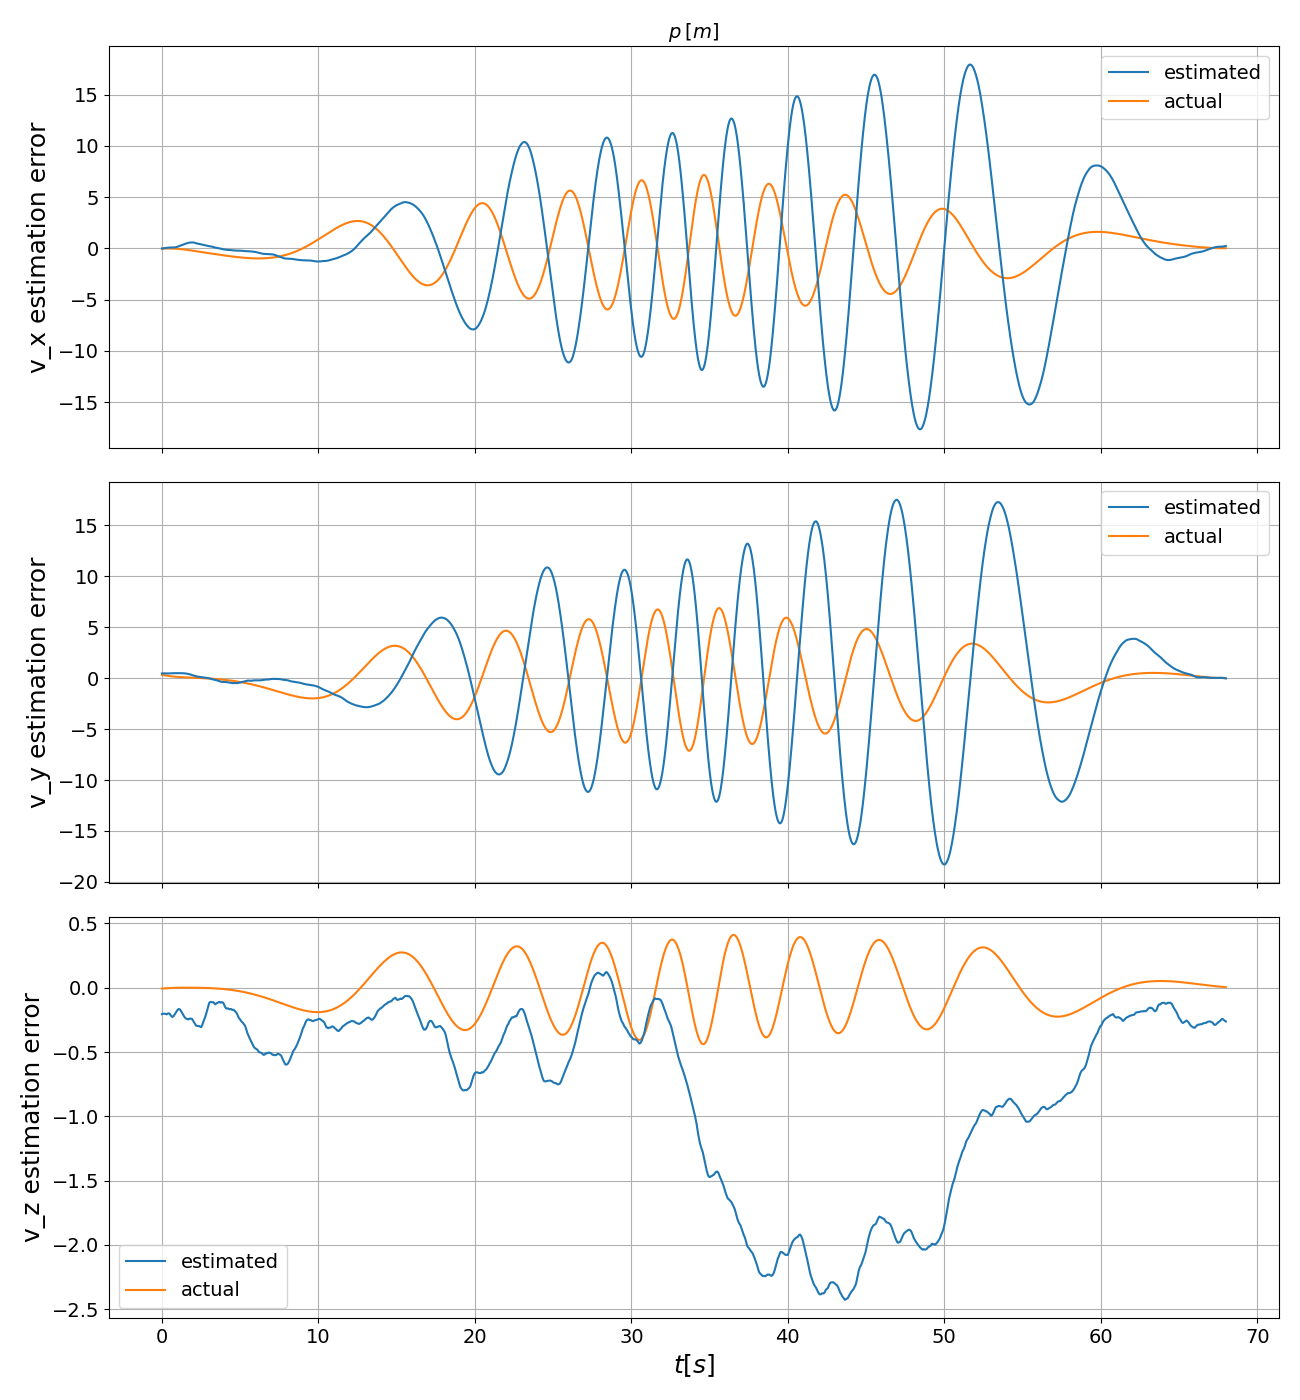 p [m]
v_x estimation error
15
10
5
0
−5
−10
−15
estimated
actual
v_y estimation error
15
10
5
0
−5
−10
−15
−20
estimated
actual
v_z estimation error
0.5
0.0
−0.5
−1.0
−1.5
−2.0
−2.5
estimated
actual
0 10 20 30 40 50 60 70
t[s]